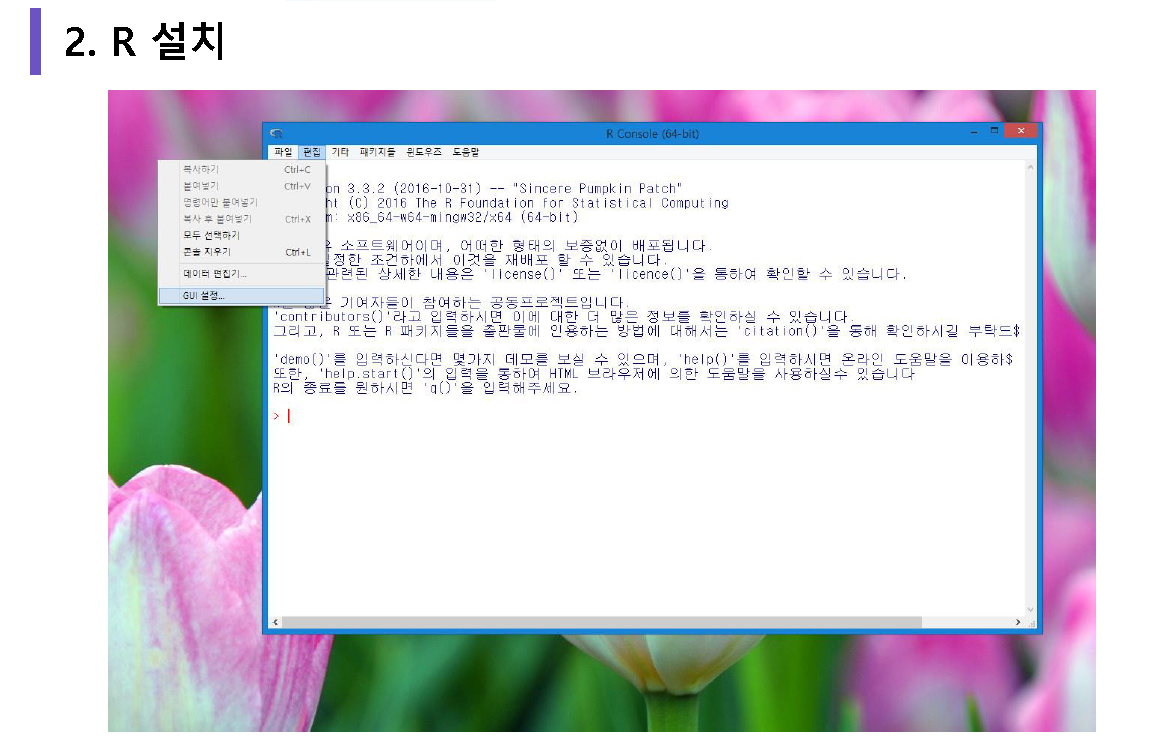 2. R 설치
R Console (64-bit)
파일 편집 기타 패키지들 윈도우즈 도움말
복사하기 Ctrl+C
붙여넣기 Ctrl+V
명령어만 붙여넣기
복사 후 붙여넣기 Ctrl+X
모두 선택하기
콘솔 지우기 Ctrl+L
데이터 편집기...
GUI 설정...
on 3.3.2 (2016-10-31) -- "Sincere Pumpkin Patch"
ht (C) 2016 The R Foundation for Statistical Computing
m: x86_64-w64-mingw32/x64 (64-bit)
소프트웨어이며, 어떠한 형태의 보증없이 배포됩니다.
일정한 조건하에서 이것을 재배포 할 수 있습니다.
관련된 상세한 내용은 'license()' 또는 'licence()'을 통하여 확인할 수 있습니다.
기여자들이 참여하는 공동프로젝트입니다.
'contributors()'라고 입력하시면 이에 대한 더 많은 정보를 확인하실 수 있습니다.
그리고, R 또는 R 패키지들을 출판물에 인용하는 방법에 대해서는 'citation()'을 통해 확인하시길 부탁드$
'demo()'를 입력하신다면 몇가지 데모를 보실 수 있으며, 'help()'를 입력하시면 온라인 도움말을 이용하$
또한, 'help.start()'의 입력을 통하여 HTML 브라우저에 의한 도움말을 사용하실수 있습니다
R의 종료를 원하시면 'q()'을 입력해주세요.
>